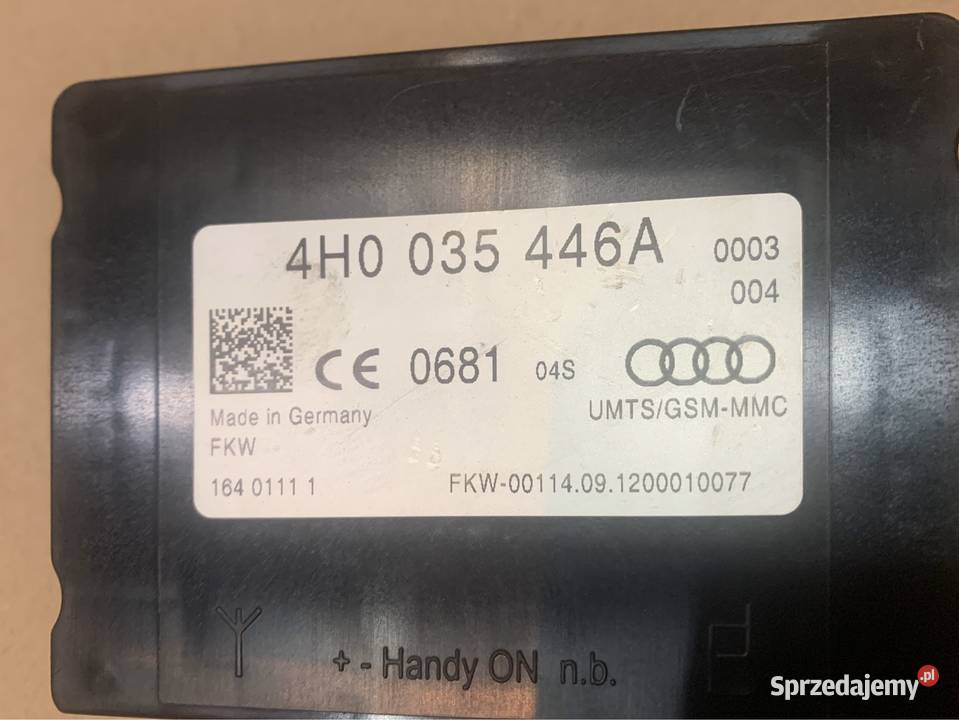 4H0 035 446A 0003
004
CE 0681 04S
UMTS/GSM-MMC
Made in Germany
FKW
164 0111 1 FKW-00114.09.1200010077
+ - Handy ON n.b.
Sprzedajemy.pl